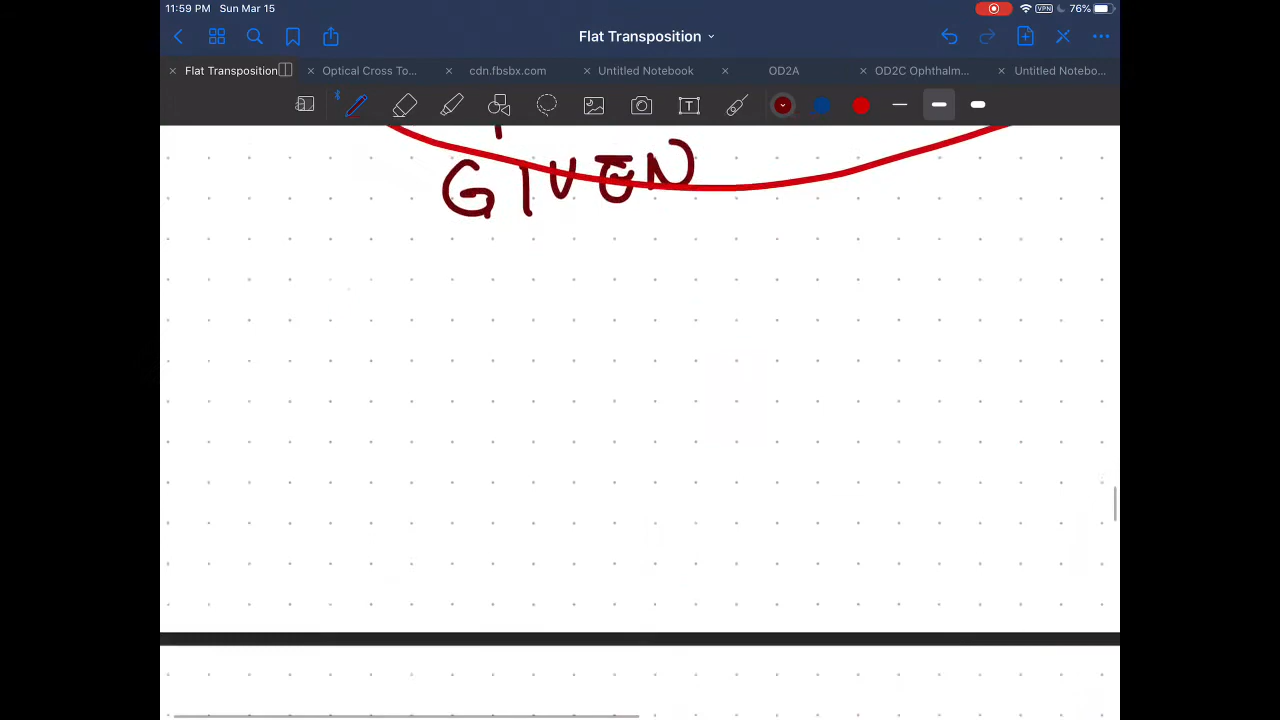 11:59 PM Sun Mar 15 VPN 76%
Flat Transposition
Flat Transposition Optical Cross To... cdn.fbsbx.com Untitled Notebook OD2A OD2C Ophthalm... Untitled Notebo...
GIVEN